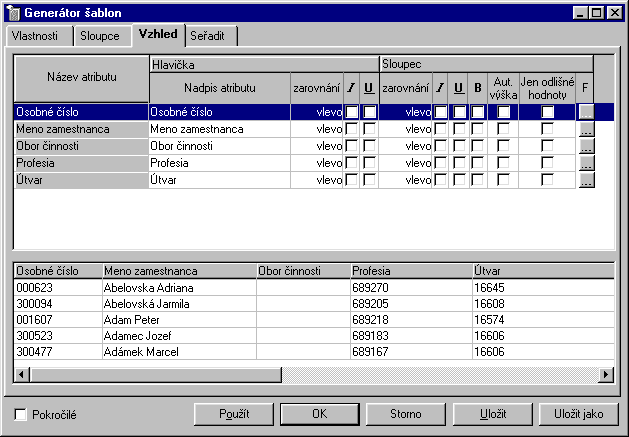 Generátor šablon
Vlastnosti Sloupce Vzhled Seřadit
Název atributu Hlavička Sloupec
Nadpis atributu zarovnání I U zarovnání I U B Aut. výška Jen odlišné hodnoty F
Osobné číslo Osobné číslo vlevo vlevo ...
Meno zamestnanca Meno zamestnanca vlevo vlevo ...
Obor činnosti Obor činnosti vlevo vlevo ...
Profesia Profesia vlevo vlevo ...
Útvar Útvar vlevo vlevo ...
Osobné číslo Meno zamestnanca Obor činnosti Profesia Útvar
000623 Abelovska Adriana 689270 16645
300094 Abelovská Jarmila 689205 16608
001607 Adam Peter 689218 16574
300523 Adamec Jozef 689183 16606
300477 Adámek Marcel 689167 16606
Pokročilé Použít OK Storno Uložit Uložit jako